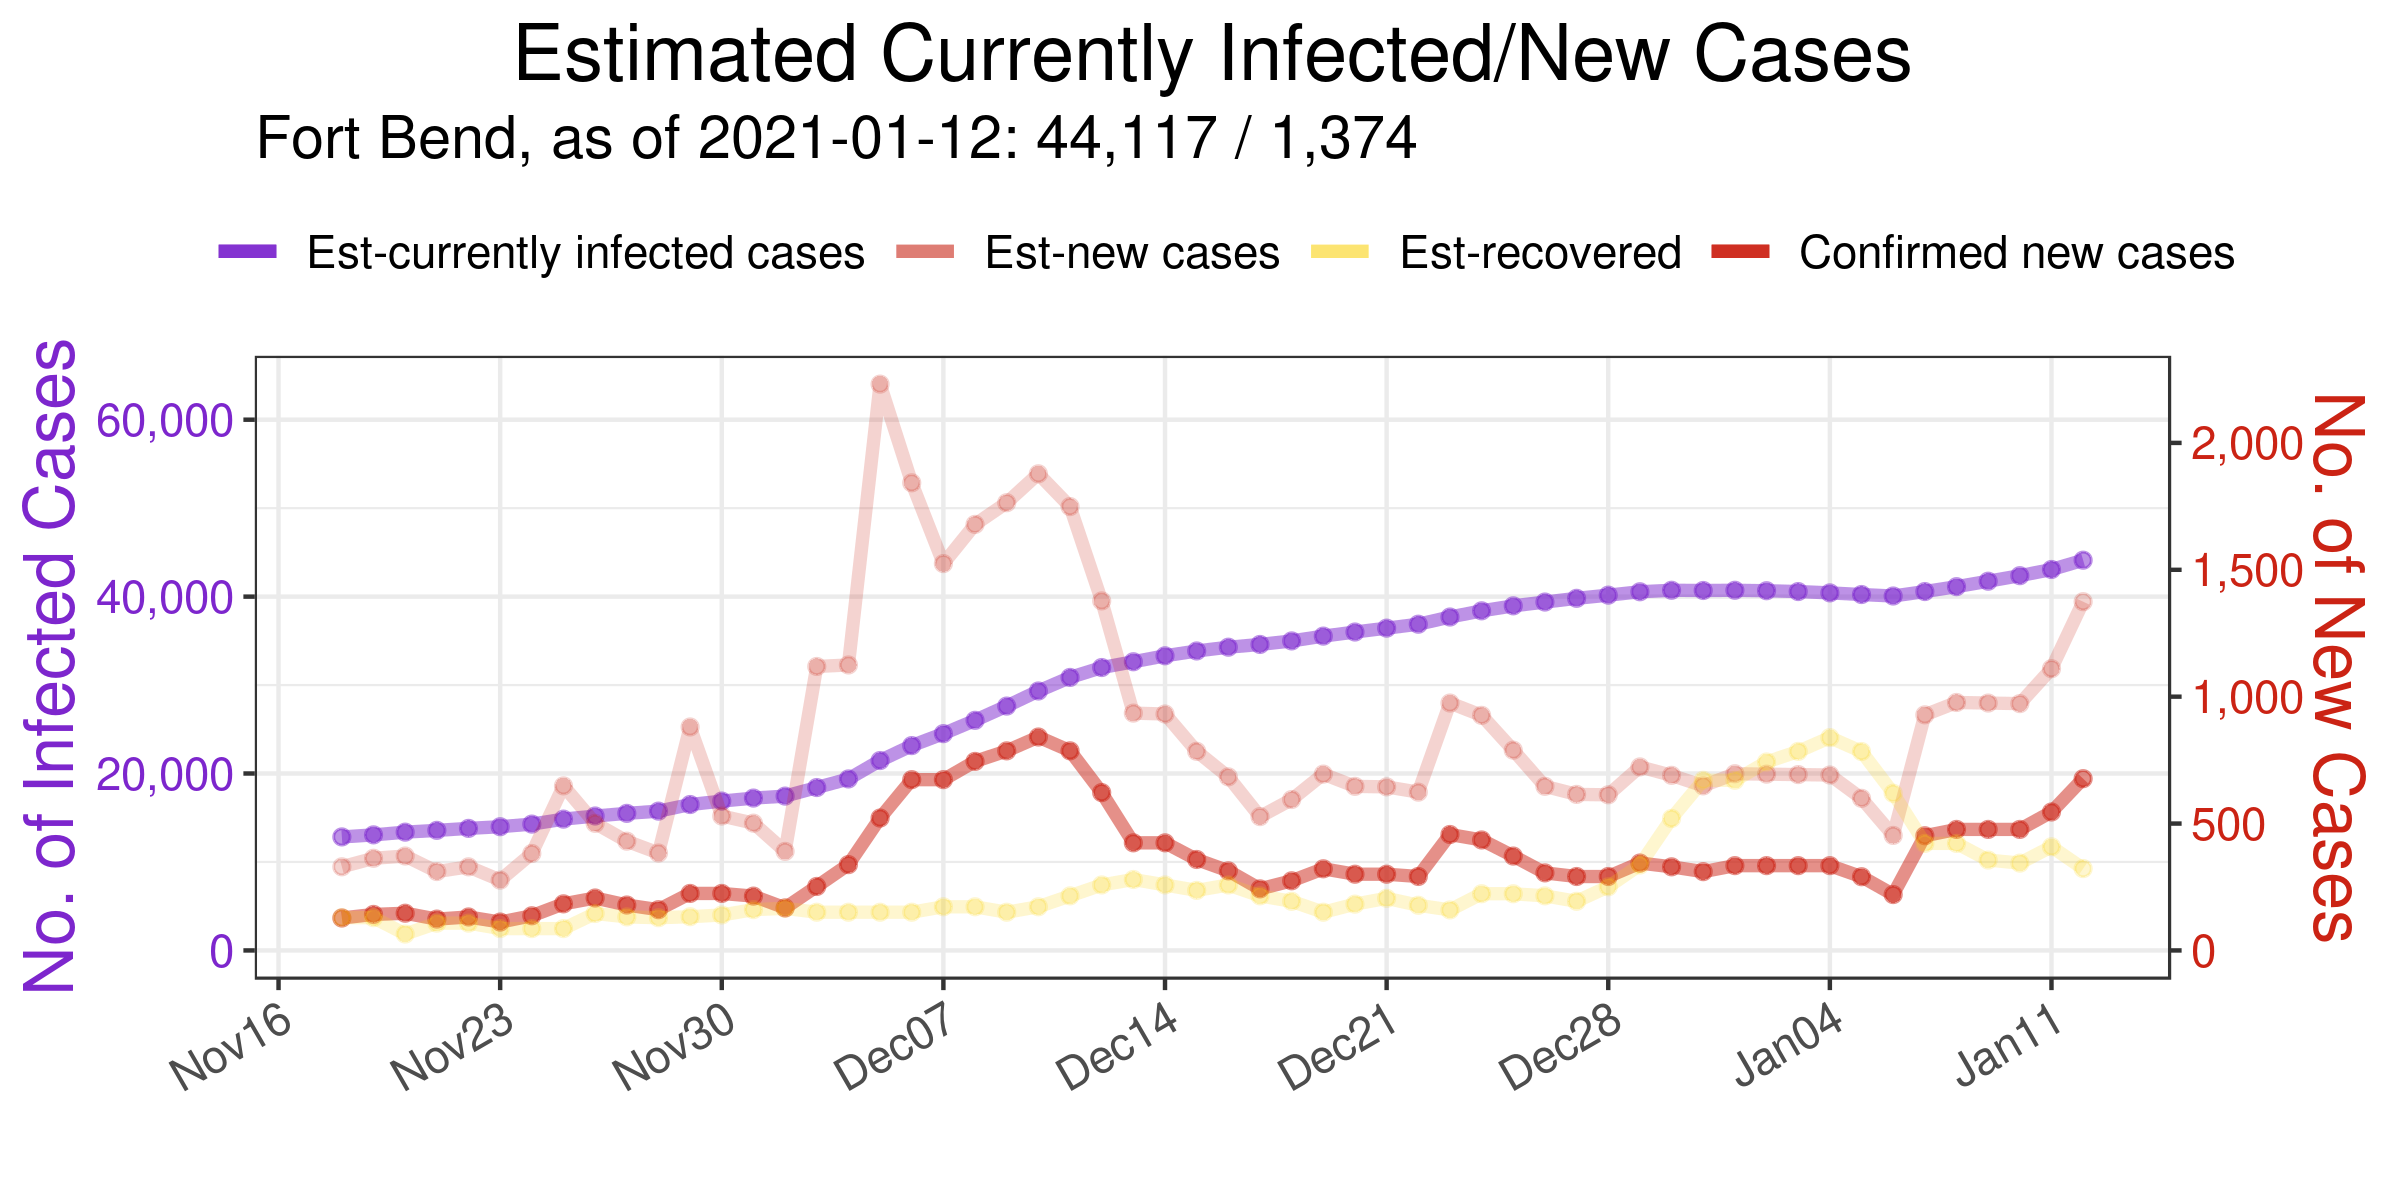 Estimated Currently Infected/New Cases
Fort Bend, as of 2021-01-12: 44,117 / 1,374
Est-currently infected cases Est-new cases Est-recovered Confirmed new cases
No. of Infected Cases
60,000
40,000
20,000
0
2,000
1,500
1,000
500
0
No. of New Cases
Nov16 Nov23 Nov30 Dec07 Dec14 Dec21 Dec28 Jan04 Jan11